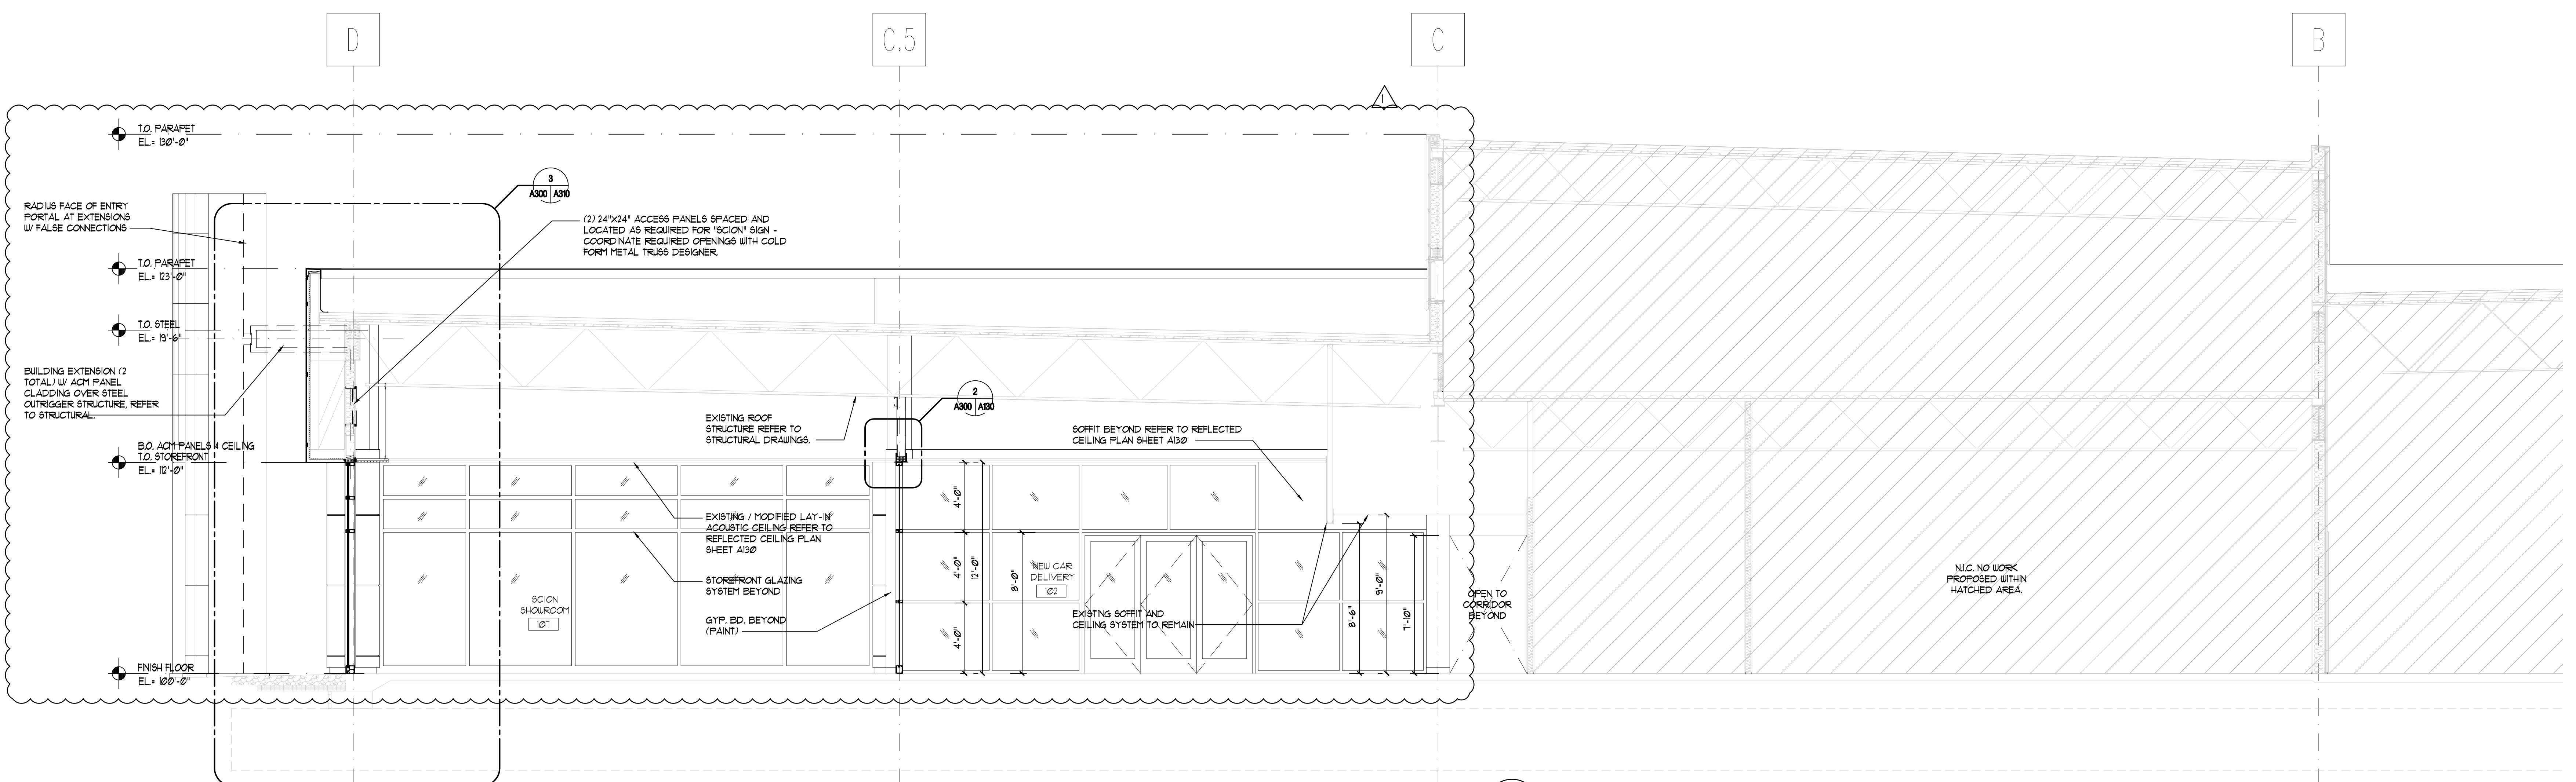 D
C.5
C
B
1
T.O. PARAPET
EL.= 130'-0"
3
A300 A310
RADIUS FACE OF ENTRY
PORTAL AT EXTENSIONS
W/ FALSE CONNECTIONS
(2) 24"X24" ACCESS PANELS SPACED AND
LOCATED AS REQUIRED FOR "SCION" SIGN -
COORDINATE REQUIRED OPENINGS WITH COLD
FORM METAL TRUSS DESIGNER.
T.O. PARAPET
EL.= 123'-0"
T.O. STEEL
EL.= 19'-6"
BUILDING EXTENSION (2
TOTAL) W/ ACM PANEL
CLADDING OVER STEEL
OUTRIGGER STRUCTURE, REFER
TO STRUCTURAL.
2
A300 A130
EXISTING ROOF
STRUCTURE REFER TO
STRUCTURAL DRAWINGS.
SOFFIT BEYOND REFER TO REFLECTED
CEILING PLAN SHEET A130
B.O. ACM PANELS & CEILING
T.O. STOREFRONT
EL.= 112'-0"
EXISTING / MODIFIED LAY-IN
ACOUSTIC CEILING REFER TO
REFLECTED CEILING PLAN
SHEET A130
STOREFRONT GLAZING
SYSTEM BEYOND
GYP. BD. BEYOND
(PAINT)
SCION
SHOWROOM
107
4'-0"
4'-0"
4'-0"
12'-0"
8'-0"
NEW CAR
DELIVERY
102
EXISTING SOFFIT AND
CEILING SYSTEM TO REMAIN
8'-6"
9'-0"
7'-10"
OPEN TO
CORRIDOR
BEYOND
N.I.C. NO WORK
PROPOSED WITHIN
HATCHED AREA.
FINISH FLOOR
EL.= 100'-0"